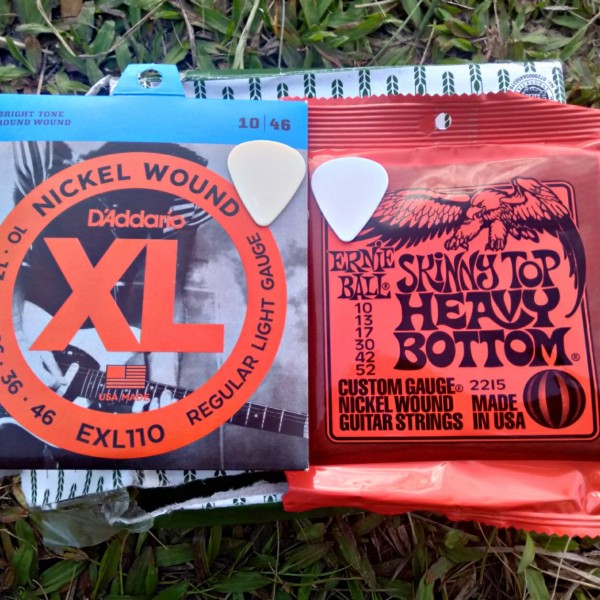 BRIGHT TONE
ROUND WOUND
10 | 46
NICKEL WOUND
D'Addario
XL
REGULAR LIGHT GAUGE
10 ·
36 · 46
USA MADE
EXL110
ERNIE
BALL®
SKINNY TOP
HEAVY
BOTTOM®
10
13
17
30
42
52
CUSTOM GAUGE® 2215
NICKEL WOUND
GUITAR STRINGS
MADE
IN USA